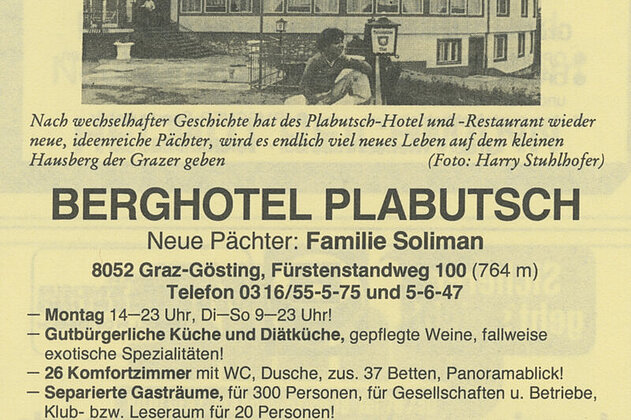 Nach wechselhafter Geschichte hat des Plabutsch-Hotel und -Restaurant wieder
neue, ideenreiche Pächter, wird es endlich viel neues Leben auf dem kleinen
Hausberg der Grazer geben (Foto: Harry Stuhlhofer)
BERGHOTEL PLABUTSCH
Neue Pächter: Familie Soliman
8052 Graz-Gösting, Fürstenstandweg 100 (764 m)
Telefon 03 16/55-5-75 und 5-6-47
— Montag 14—23 Uhr, Di—So 9—23 Uhr!
— Gutbürgerliche Küche und Diätküche, gepflegte Weine, fallweise
exotische Spezialitäten!
— 26 Komfortzimmer mit WC, Dusche, zus. 37 Betten, Panoramablick!
— Separierte Gasträume, für 300 Personen, für Gesellschaften u. Betriebe,
Klub- bzw. Leseraum für 20 Personen!